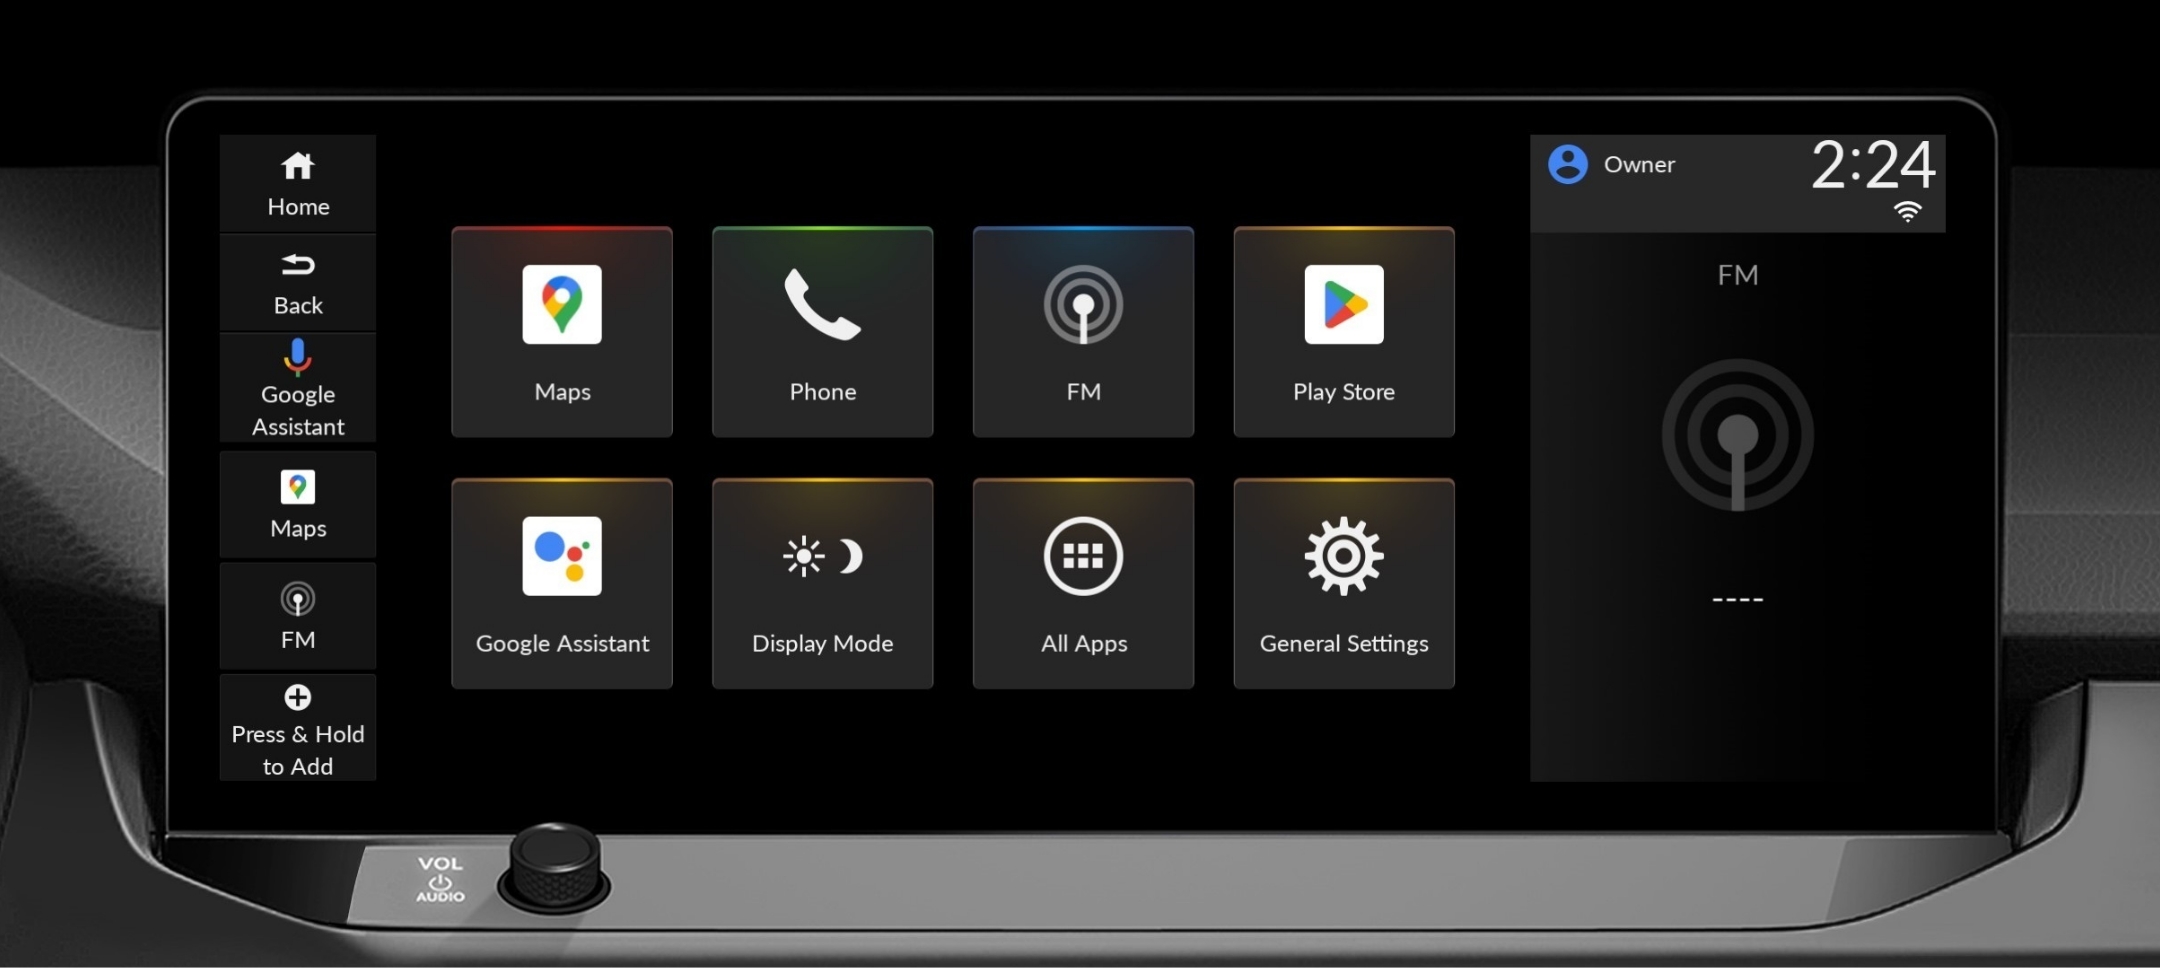 Home
Back
Google
Assistant
Maps
FM
Press & Hold
to Add
Maps
Phone
FM
Play Store
Google Assistant
Display Mode
All Apps
General Settings
Owner
2:24
FM
----
VOL
AUDIO